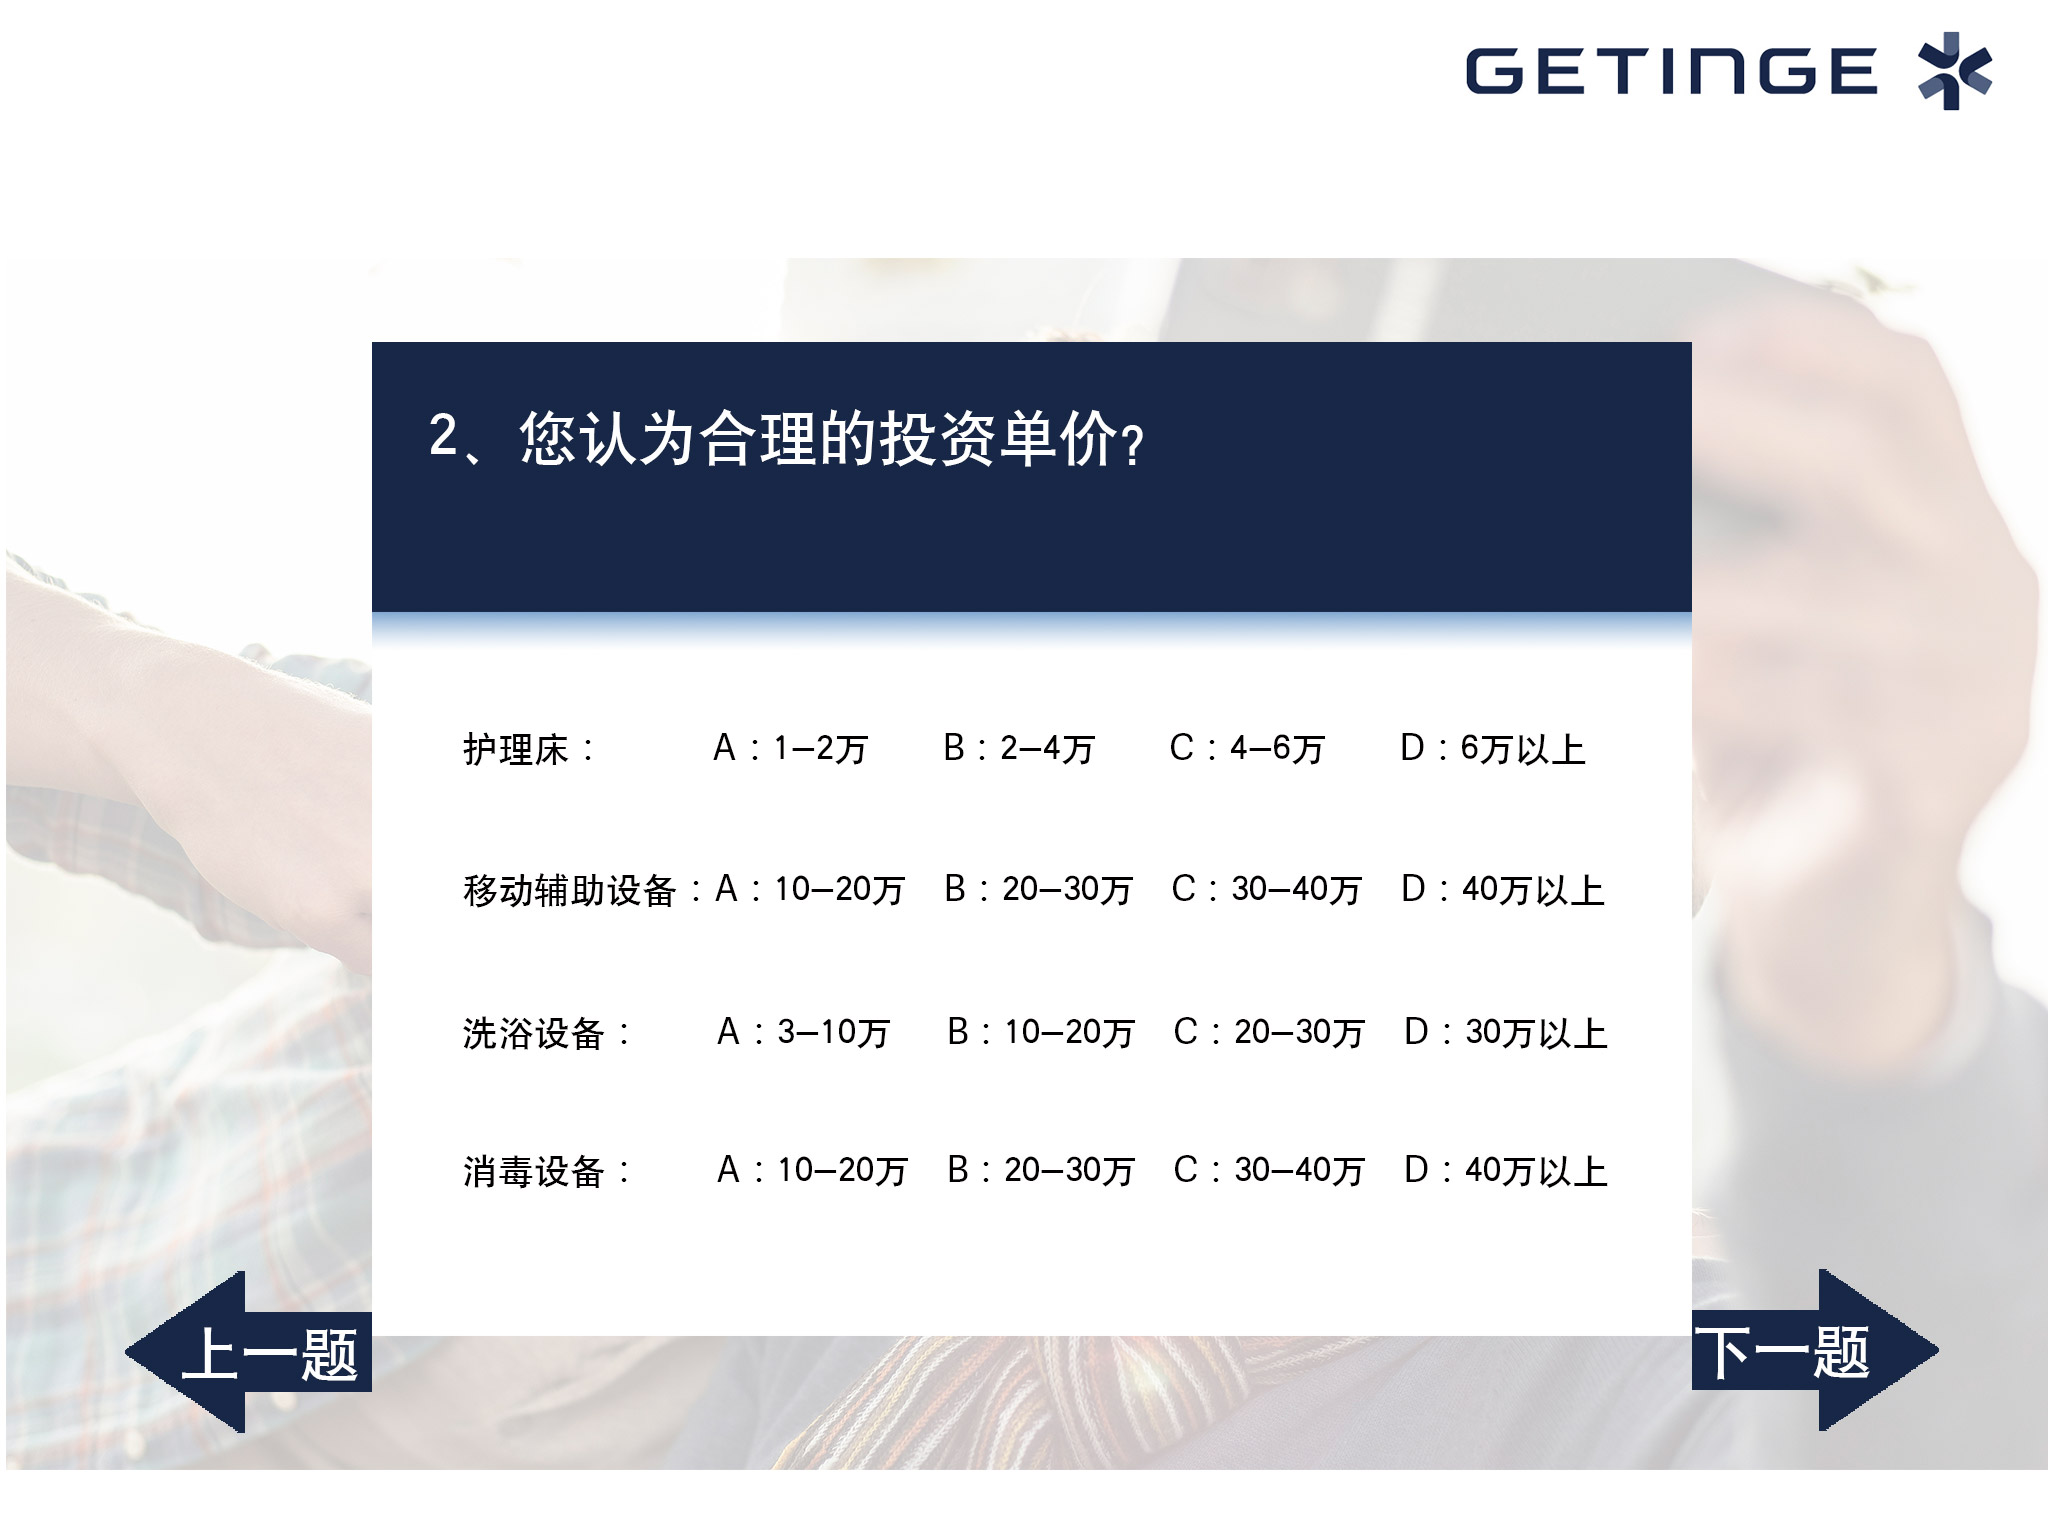 GETINGE
2、您认为合理的投资单价?
护理床： A：1-2万 B：2-4万 C：4-6万 D：6万以上
移动辅助设备：A：10-20万 B：20-30万 C：30-40万 D：40万以上
洗浴设备： A：3-10万 B：10-20万 C：20-30万 D：30万以上
消毒设备： A：10-20万 B：20-30万 C：30-40万 D：40万以上
上一题
下一题